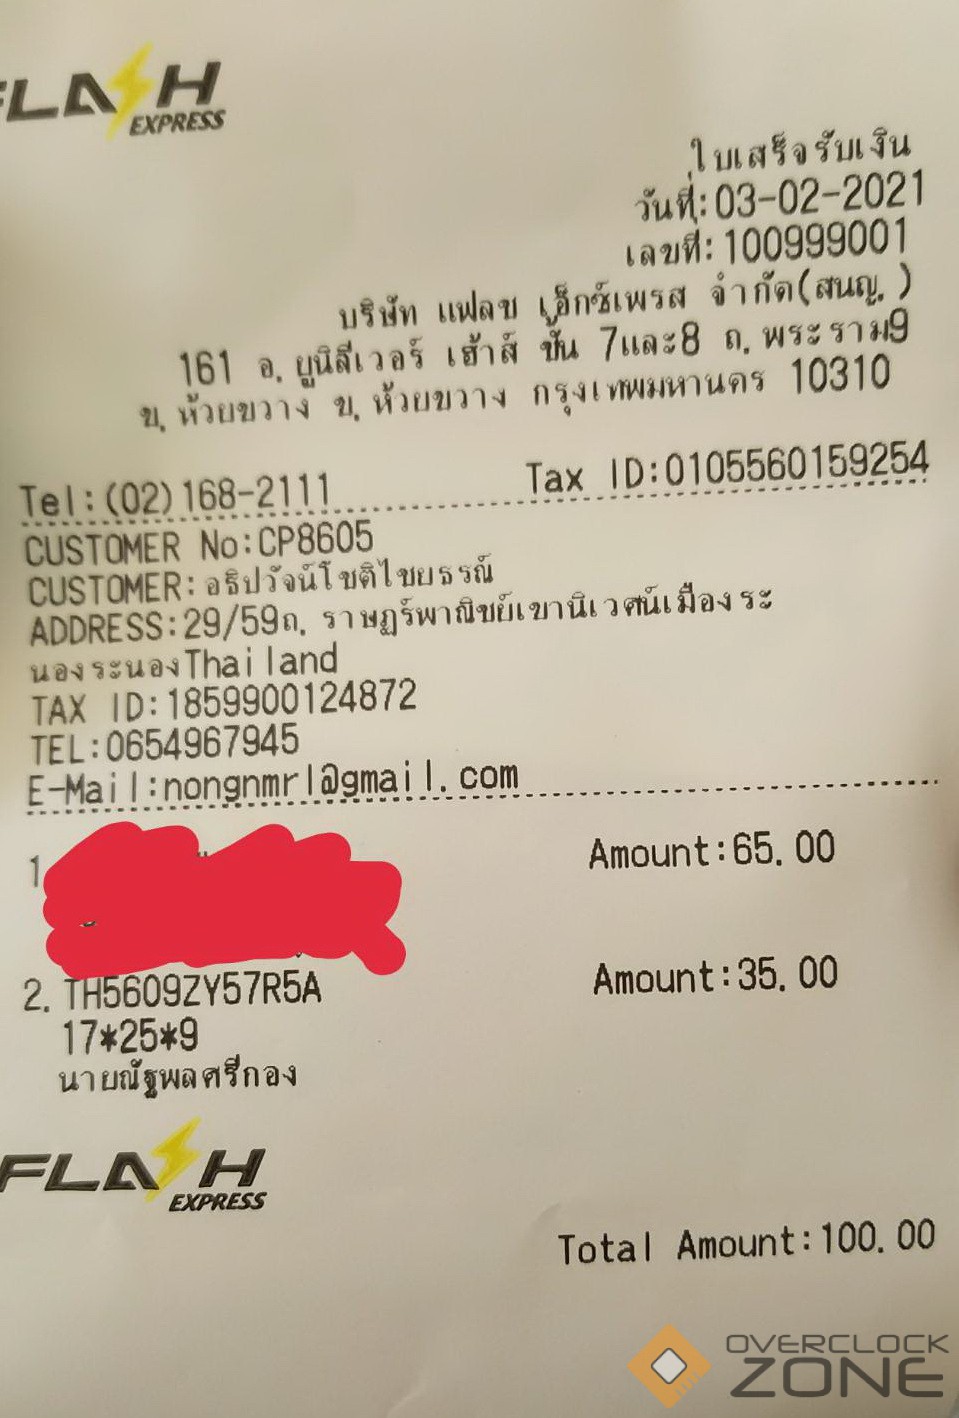 FLASH
EXPRESS
ใบเสร็จรับเงิน
วันที่:03-02-2021
เลขที่:100999001
บริษัท แฟลช เอ็กซ์เพรส จำกัด(สนญ.)
161 อ.ยูนิลีเวอร์ เฮ้าส์ ชั้น 7และ8 ถ.พระราม9
ข.ห้วยขวาง ข.ห้วยขวาง กรุงเทพมหานคร 10310
Tel:(02)168-2111 Tax ID:0105560159254
CUSTOMER No:CP8605
CUSTOMER:อธิปวัจน์โชติไชยธรณ์
ADDRESS:29/59ถ.ราษฎร์พาณิชย์เขานิเวศน์เมืองระ
นองระนองThailand
TAX ID:1859900124872
TEL:0654967945
E-Mail:nongnmrl@gmail.com
1. Amount:65.00
2. TH5609ZY57R5A Amount:35.00
17*25*9
นายณัฐพลศรีกอง
FLASH
EXPRESS
Total Amount:100.00
OVERCLOCK
ZONE